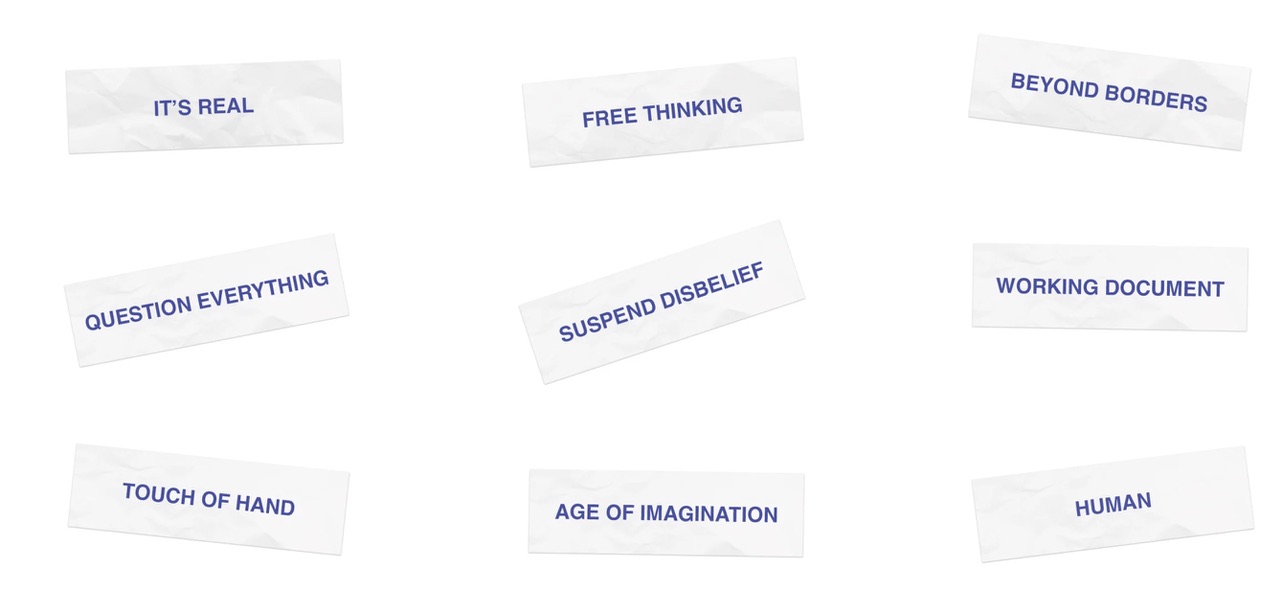 IT’S REAL
FREE THINKING
BEYOND BORDERS
QUESTION EVERYTHING
SUSPEND DISBELIEF
WORKING DOCUMENT
TOUCH OF HAND
AGE OF IMAGINATION
HUMAN